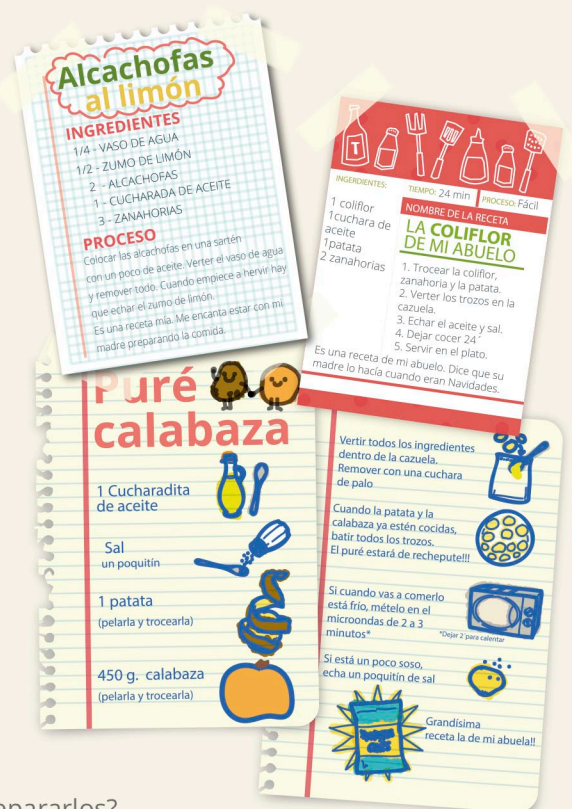 Alcachofas
al limón
INGREDIENTES
1/4 - VASO DE AGUA
1/2 - ZUMO DE LIMÓN
2 - ALCACHOFAS
1 - CUCHARADA DE ACEITE
3 - ZANAHORIAS
PROCESO
Colocar las alcachofas en una sartén
con un poco de aceite. Verter el vaso de agua
y remover todo. Cuando empiece a hervir hay
que echar el zumo de limón.
Es una receta mía. Me encanta estar con mi
madre preparando la comida.
T
INGERDIENTES:
TIEMPO: 24 min
PROCESO: Fácil
1 coliflor
1cuchara de
aceite
1patata
2 zanahorias
NOMBRE DE LA RECETA
LA COLIFLOR
DE MI ABUELO
1. Trocear la coliflor,
zanahoria y la patata.
2. Verter los trozos en la
cazuela.
3. Echar el aceite y sal.
4. Dejar cocer 24´
5. Servir en el plato.
Es una receta de mi abuelo. Dice que su
madre lo hacía cuando eran Navidades.
Puré
calabaza
1 Cucharadita
de aceite
Sal
un poquitín
1 patata
(pelarla y trocearla)
450 g. calabaza
(pelarla y trocearla)
Vertir todos los ingredientes
dentro de la cazuela.
Remover con una cuchara
de palo
Cuando la patata y la
calabaza ya estén cocidas,
batir todos los trozos.
El puré estará de rechepute!!!
Si cuando vas a comerlo
está frío, mételo en el
microondas de 2 a 3
minutos*
*Dejar 2´para calentar
Si está un poco soso,
echa un poquitín de sal
Grandísima
receta la de mi abuela!!